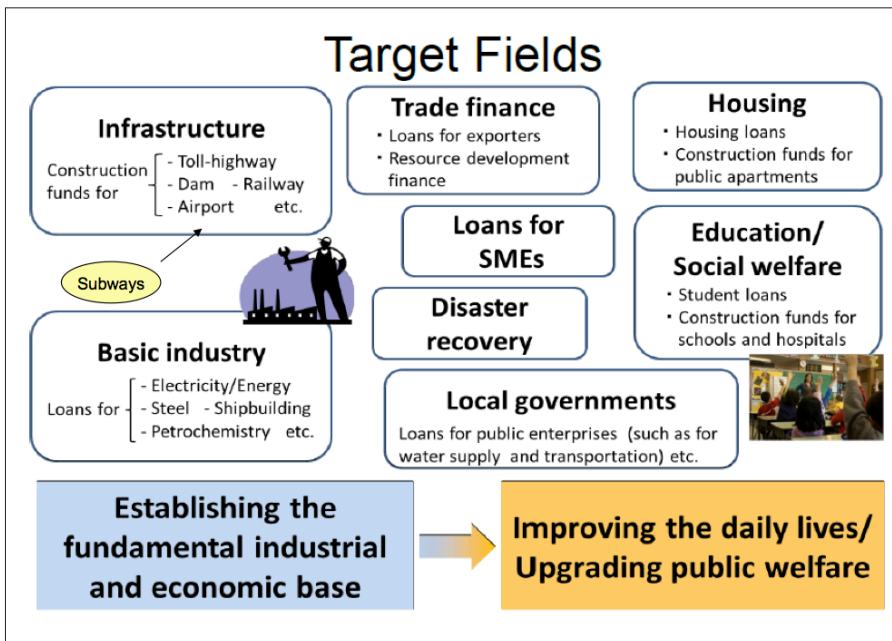 Target Fields
Infrastructure
Construction
funds for
- Toll-highway
- Dam - Railway
- Airport etc.
Subways
Basic industry
Loans for
- Electricity/Energy
- Steel - Shipbuilding
- Petrochemistry etc.
Trade finance
・ Loans for exporters
・ Resource development
finance
Loans for
SMEs
Disaster
recovery
Local governments
Loans for public enterprises (such as for
water supply and transportation) etc.
Housing
・ Housing loans
・ Construction funds for
public apartments
Education/
Social welfare
・ Student loans
・ Construction funds for
schools and hospitals
Establishing the
fundamental industrial
and economic base
Improving the daily lives/
Upgrading public welfare